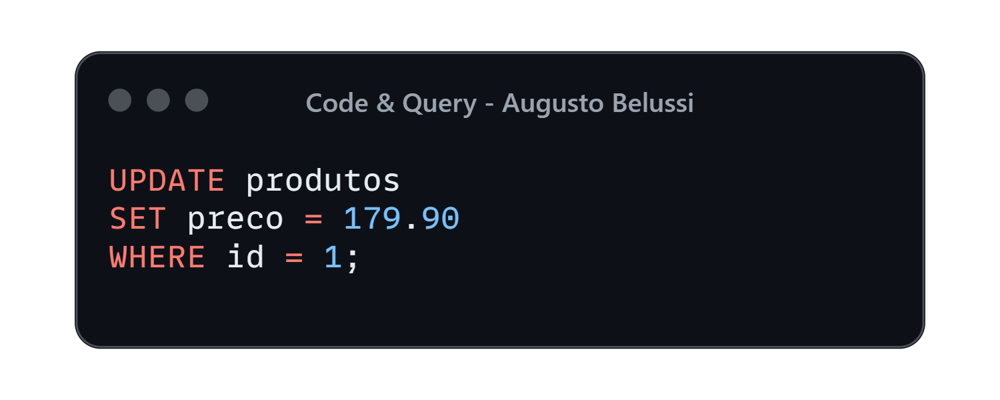 Code & Query - Augusto Belussi
UPDATE produtos
SET preco = 179.90
WHERE id = 1;